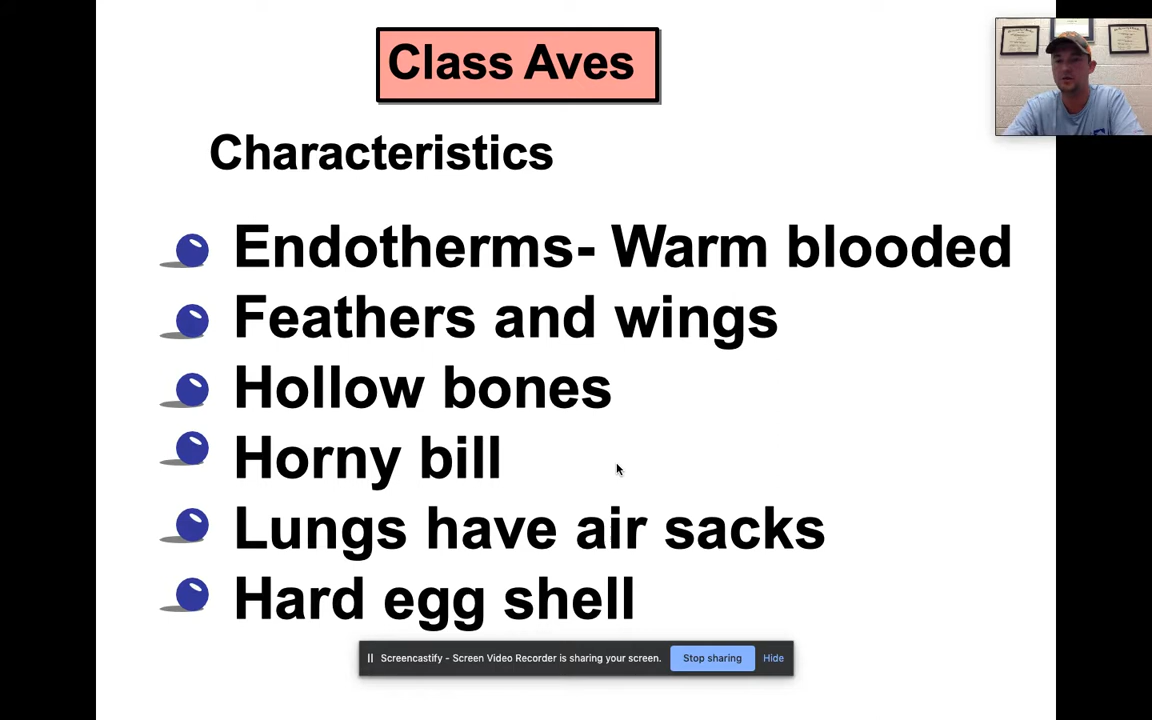 Class Aves
Characteristics
Endotherms- Warm blooded
Feathers and wings
Hollow bones
Horny bill
Lungs have air sacks
Hard egg shell
Screencastify - Screen Video Recorder is sharing your screen.
Stop sharing
Hide